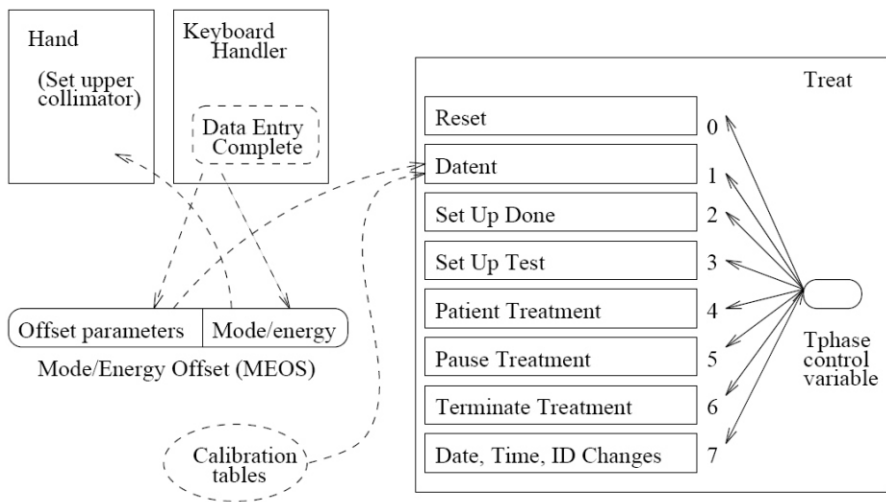 Hand
(Set upper
collimator)
Keyboard
Handler
Data Entry
Complete
Offset parameters
Mode/energy
Mode/Energy Offset (MEOS)
Calibration
tables
Treat
Reset
0
Datent
1
Set Up Done
2
Set Up Test
3
Patient Treatment
4
Pause Treatment
5
Terminate Treatment
6
Date, Time, ID Changes
7
Tphase
control
variable